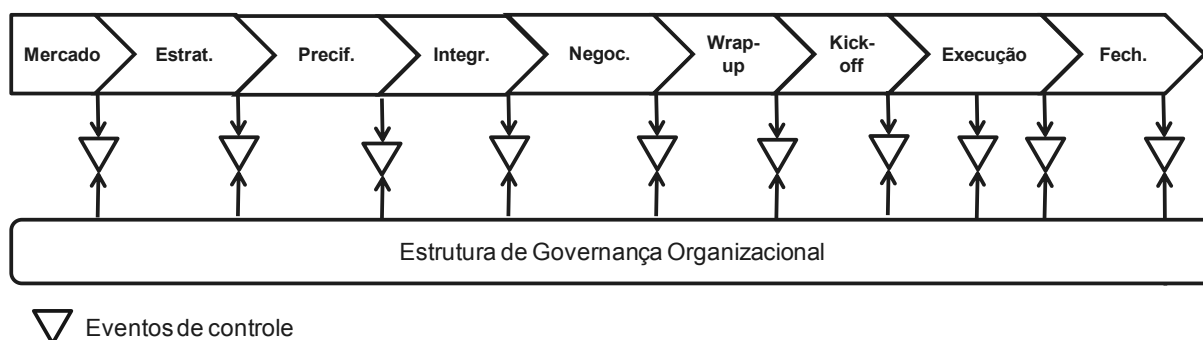 Mercado
Estrat.
Precif.
Integr.
Negoc.
Wrap-
up
Kick-
off
Execução
Fech.
Estrutura de Governança Organizacional
Eventos de controle